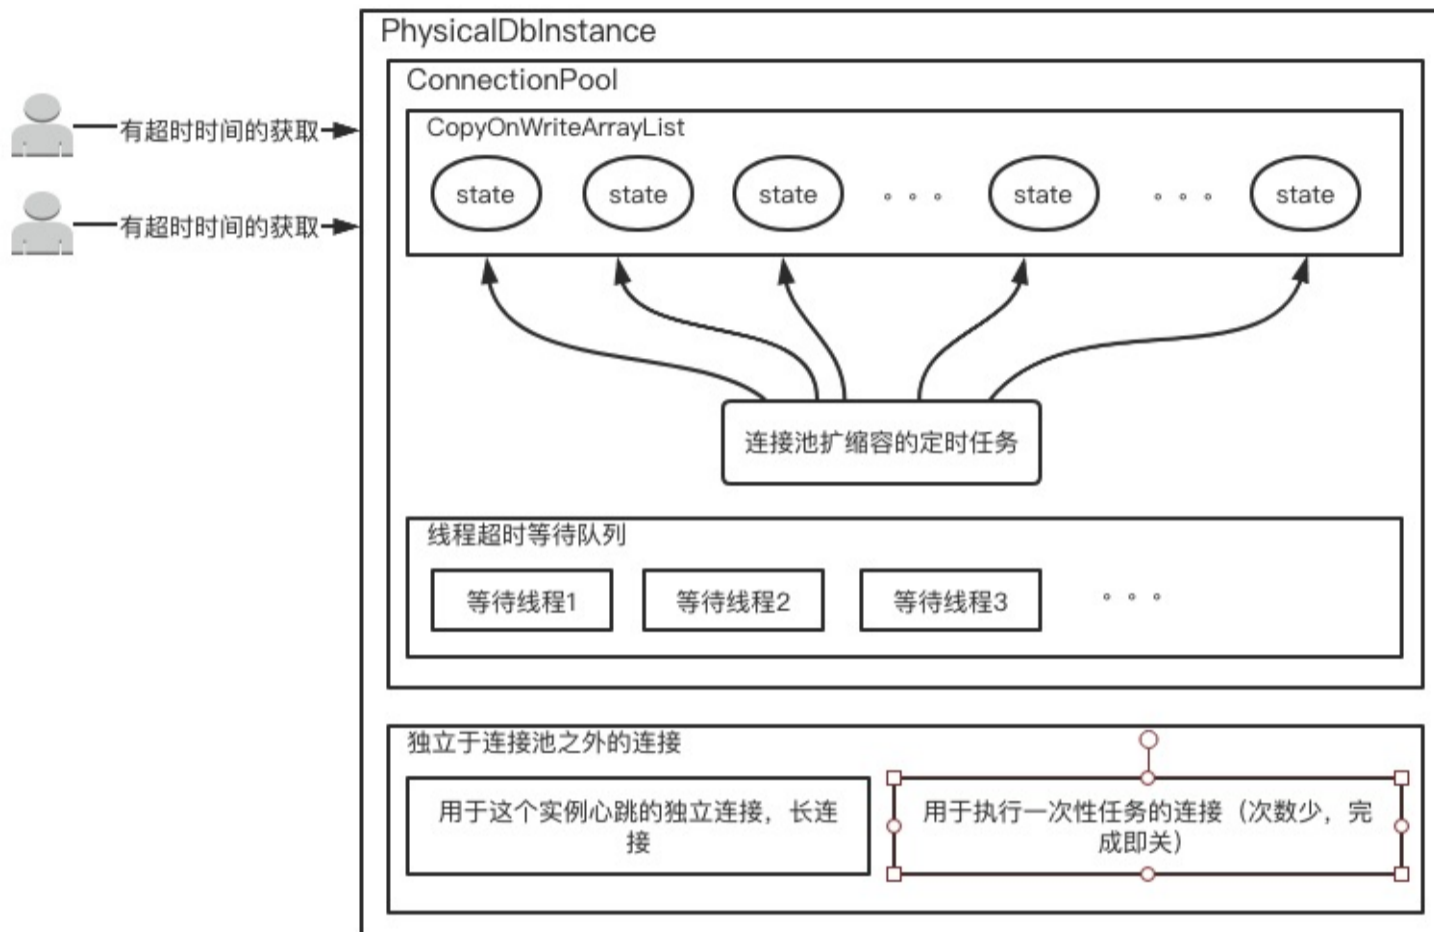 PhysicalDbInstance
ConnectionPool
CopyOnWriteArrayList
有超时时间的获取
state
state
state
state
state
有超时时间的获取
连接池扩缩容的定时任务
线程超时等待队列
等待线程1
等待线程2
等待线程3
独立于连接池之外的连接
用于这个实例心跳的独立连接，长连
接
用于执行一次性任务的连接（次数少，完
成即关）